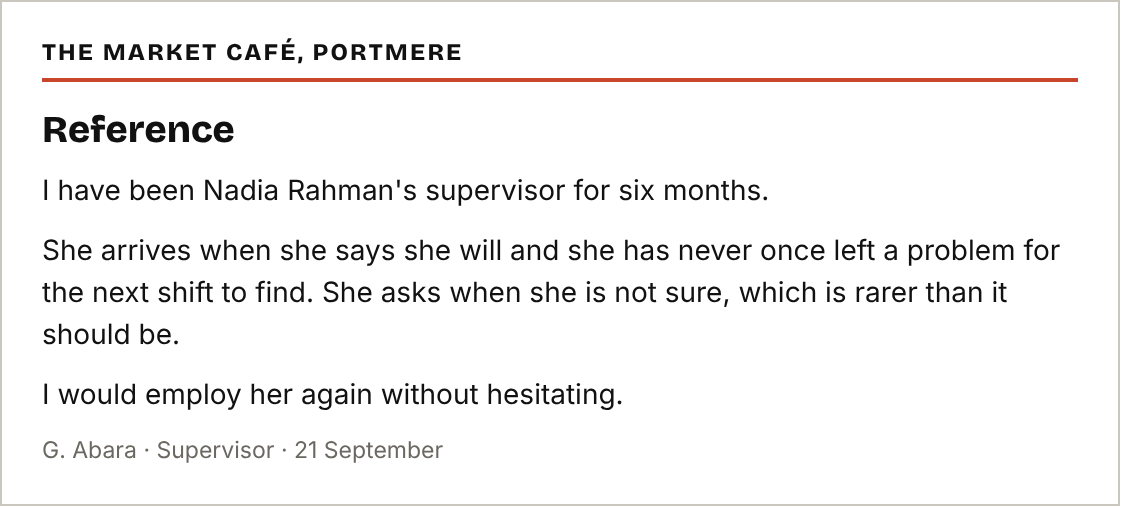 THE MARKET CAFÉ, PORTMERE
Reference
I have been Nadia Rahman's supervisor for six months.
She arrives when she says she will and she has never once left a problem for
the next shift to find. She asks when she is not sure, which is rarer than it
should be.
I would employ her again without hesitating.
G. Abara · Supervisor · 21 September